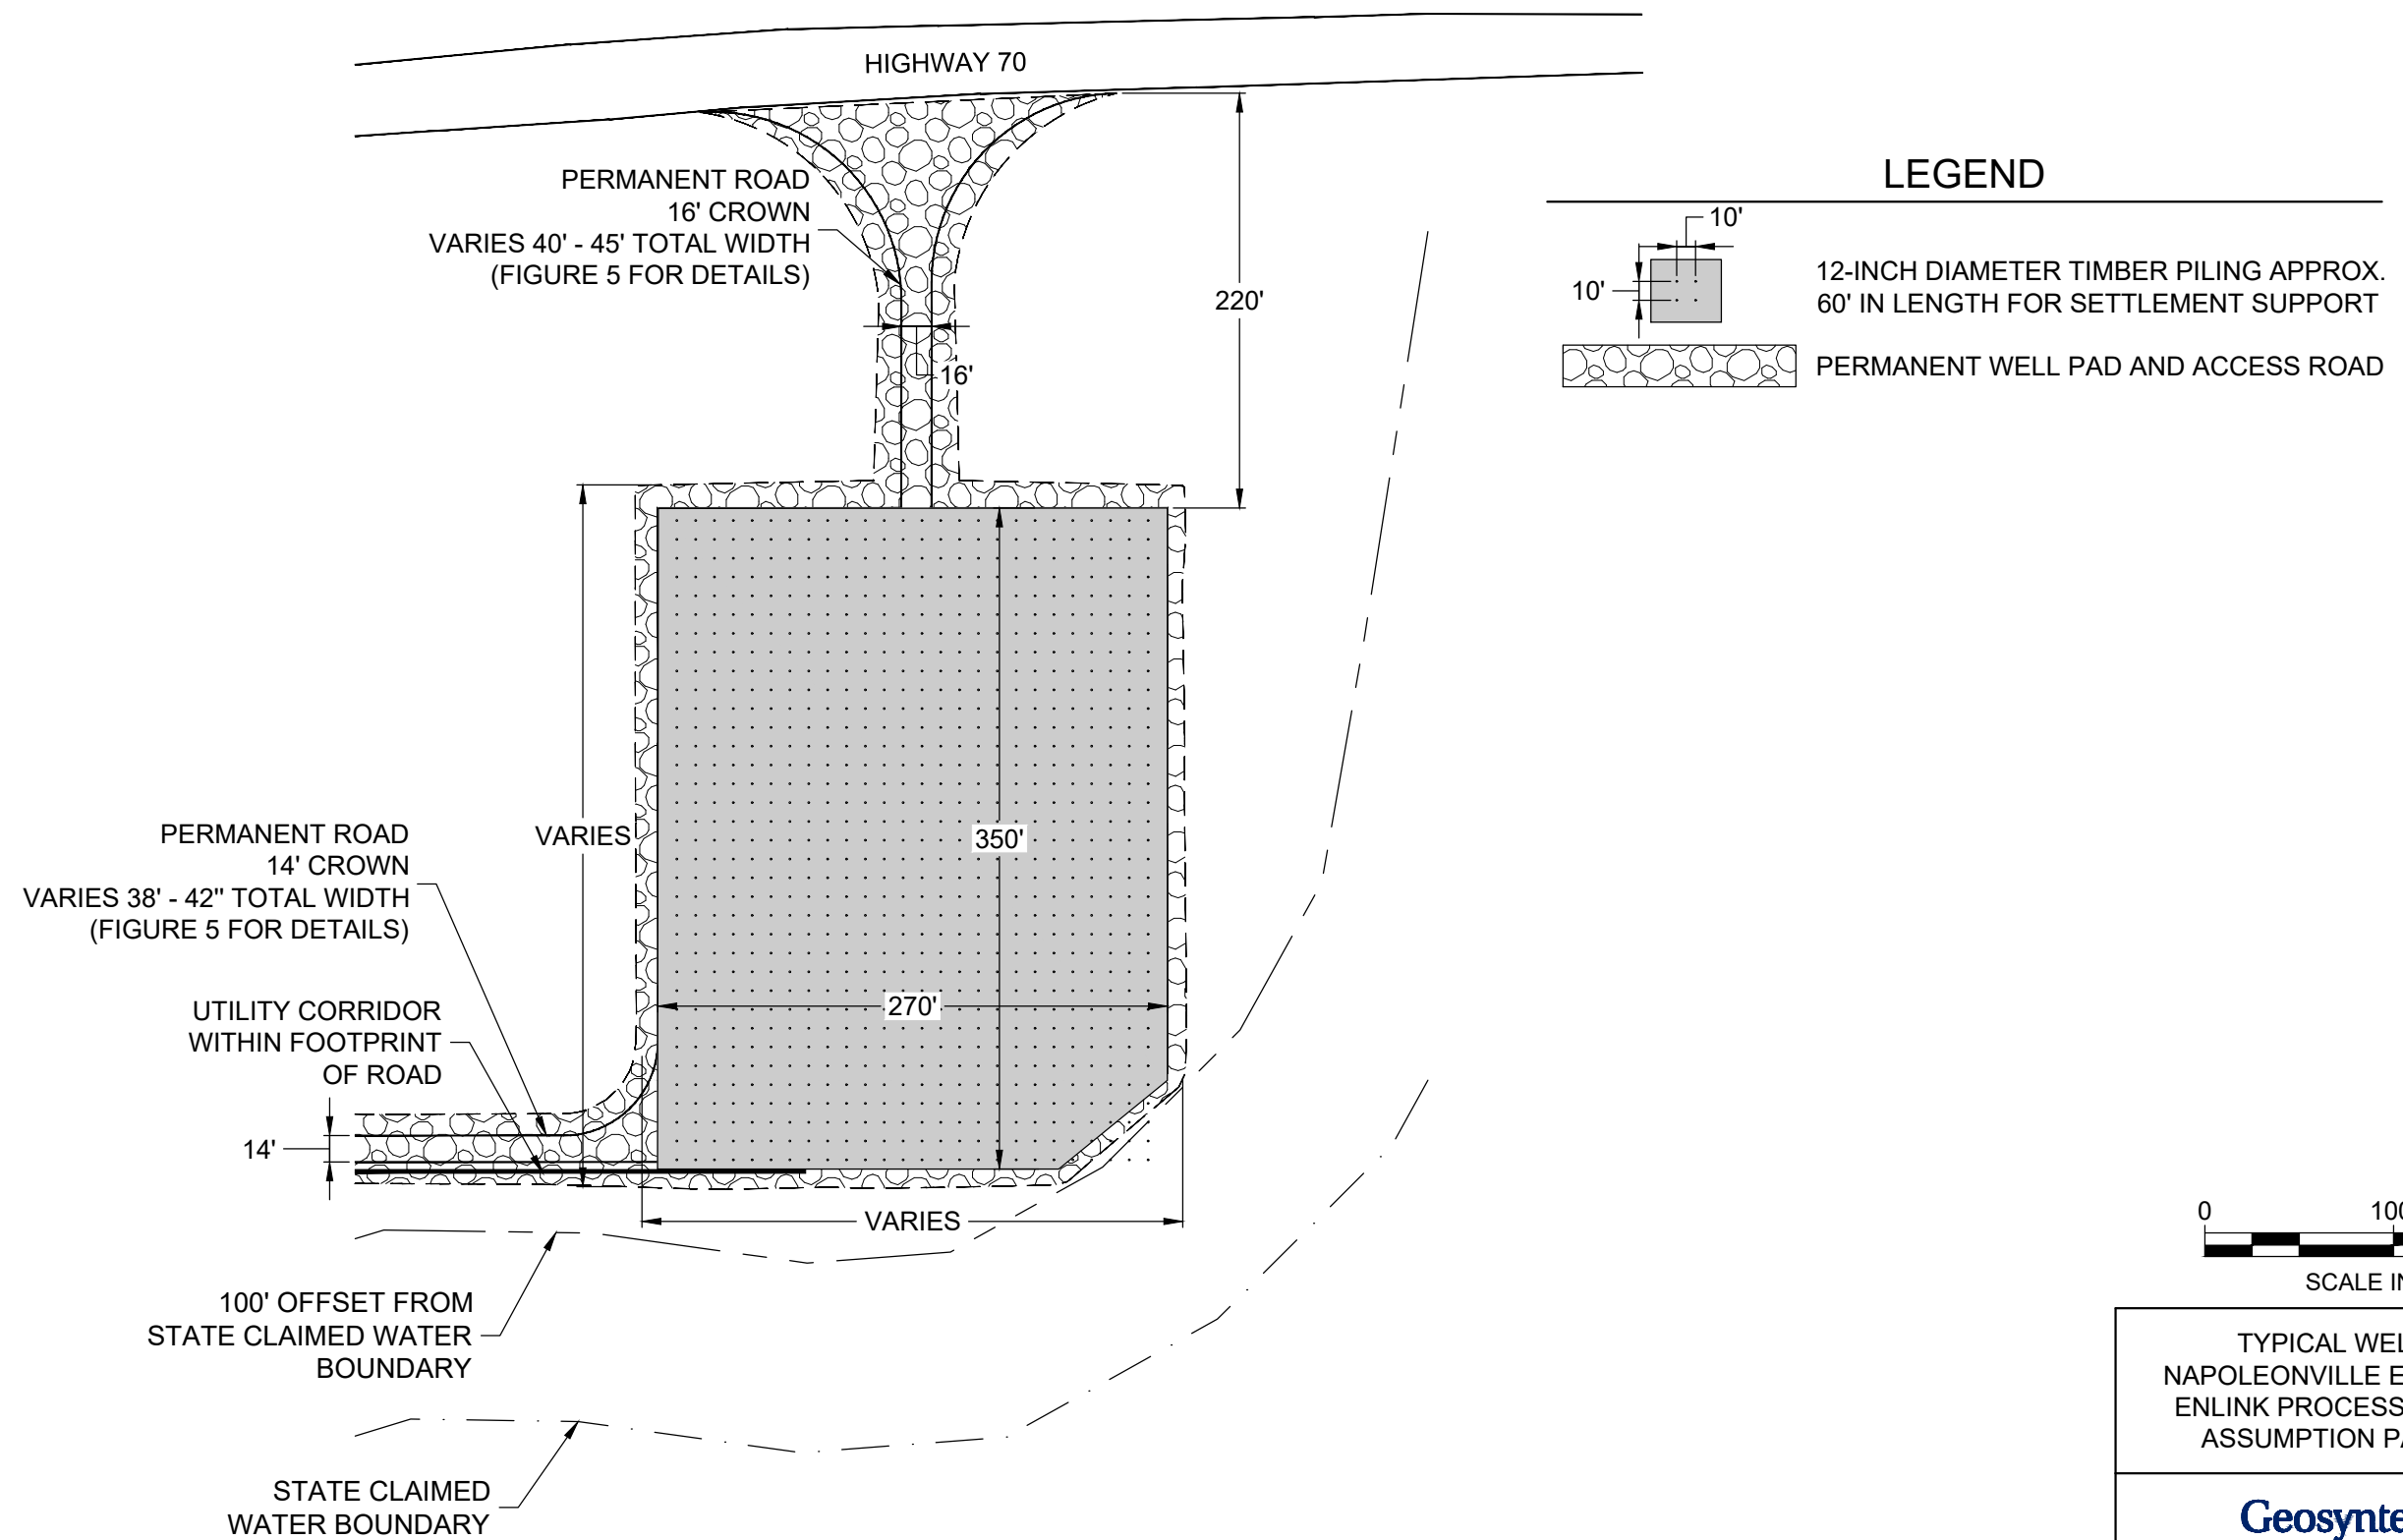 HIGHWAY 70
PERMANENT ROAD
16' CROWN
VARIES 40' - 45' TOTAL WIDTH
(FIGURE 5 FOR DETAILS)
220'
16'
LEGEND
10'
10'
12-INCH DIAMETER TIMBER PILING APPROX.
60' IN LENGTH FOR SETTLEMENT SUPPORT
PERMANENT WELL PAD AND ACCESS ROAD
VARIES
350'
270'
PERMANENT ROAD
14' CROWN
VARIES 38' - 42" TOTAL WIDTH
(FIGURE 5 FOR DETAILS)
UTILITY CORRIDOR
WITHIN FOOTPRINT
OF ROAD
14'
VARIES
100' OFFSET FROM
STATE CLAIMED WATER
BOUNDARY
STATE CLAIMED
WATER BOUNDARY
0
SCALE
TYPICAL
NAPOLEONVILLE
ENLINK
ASSUMPTION